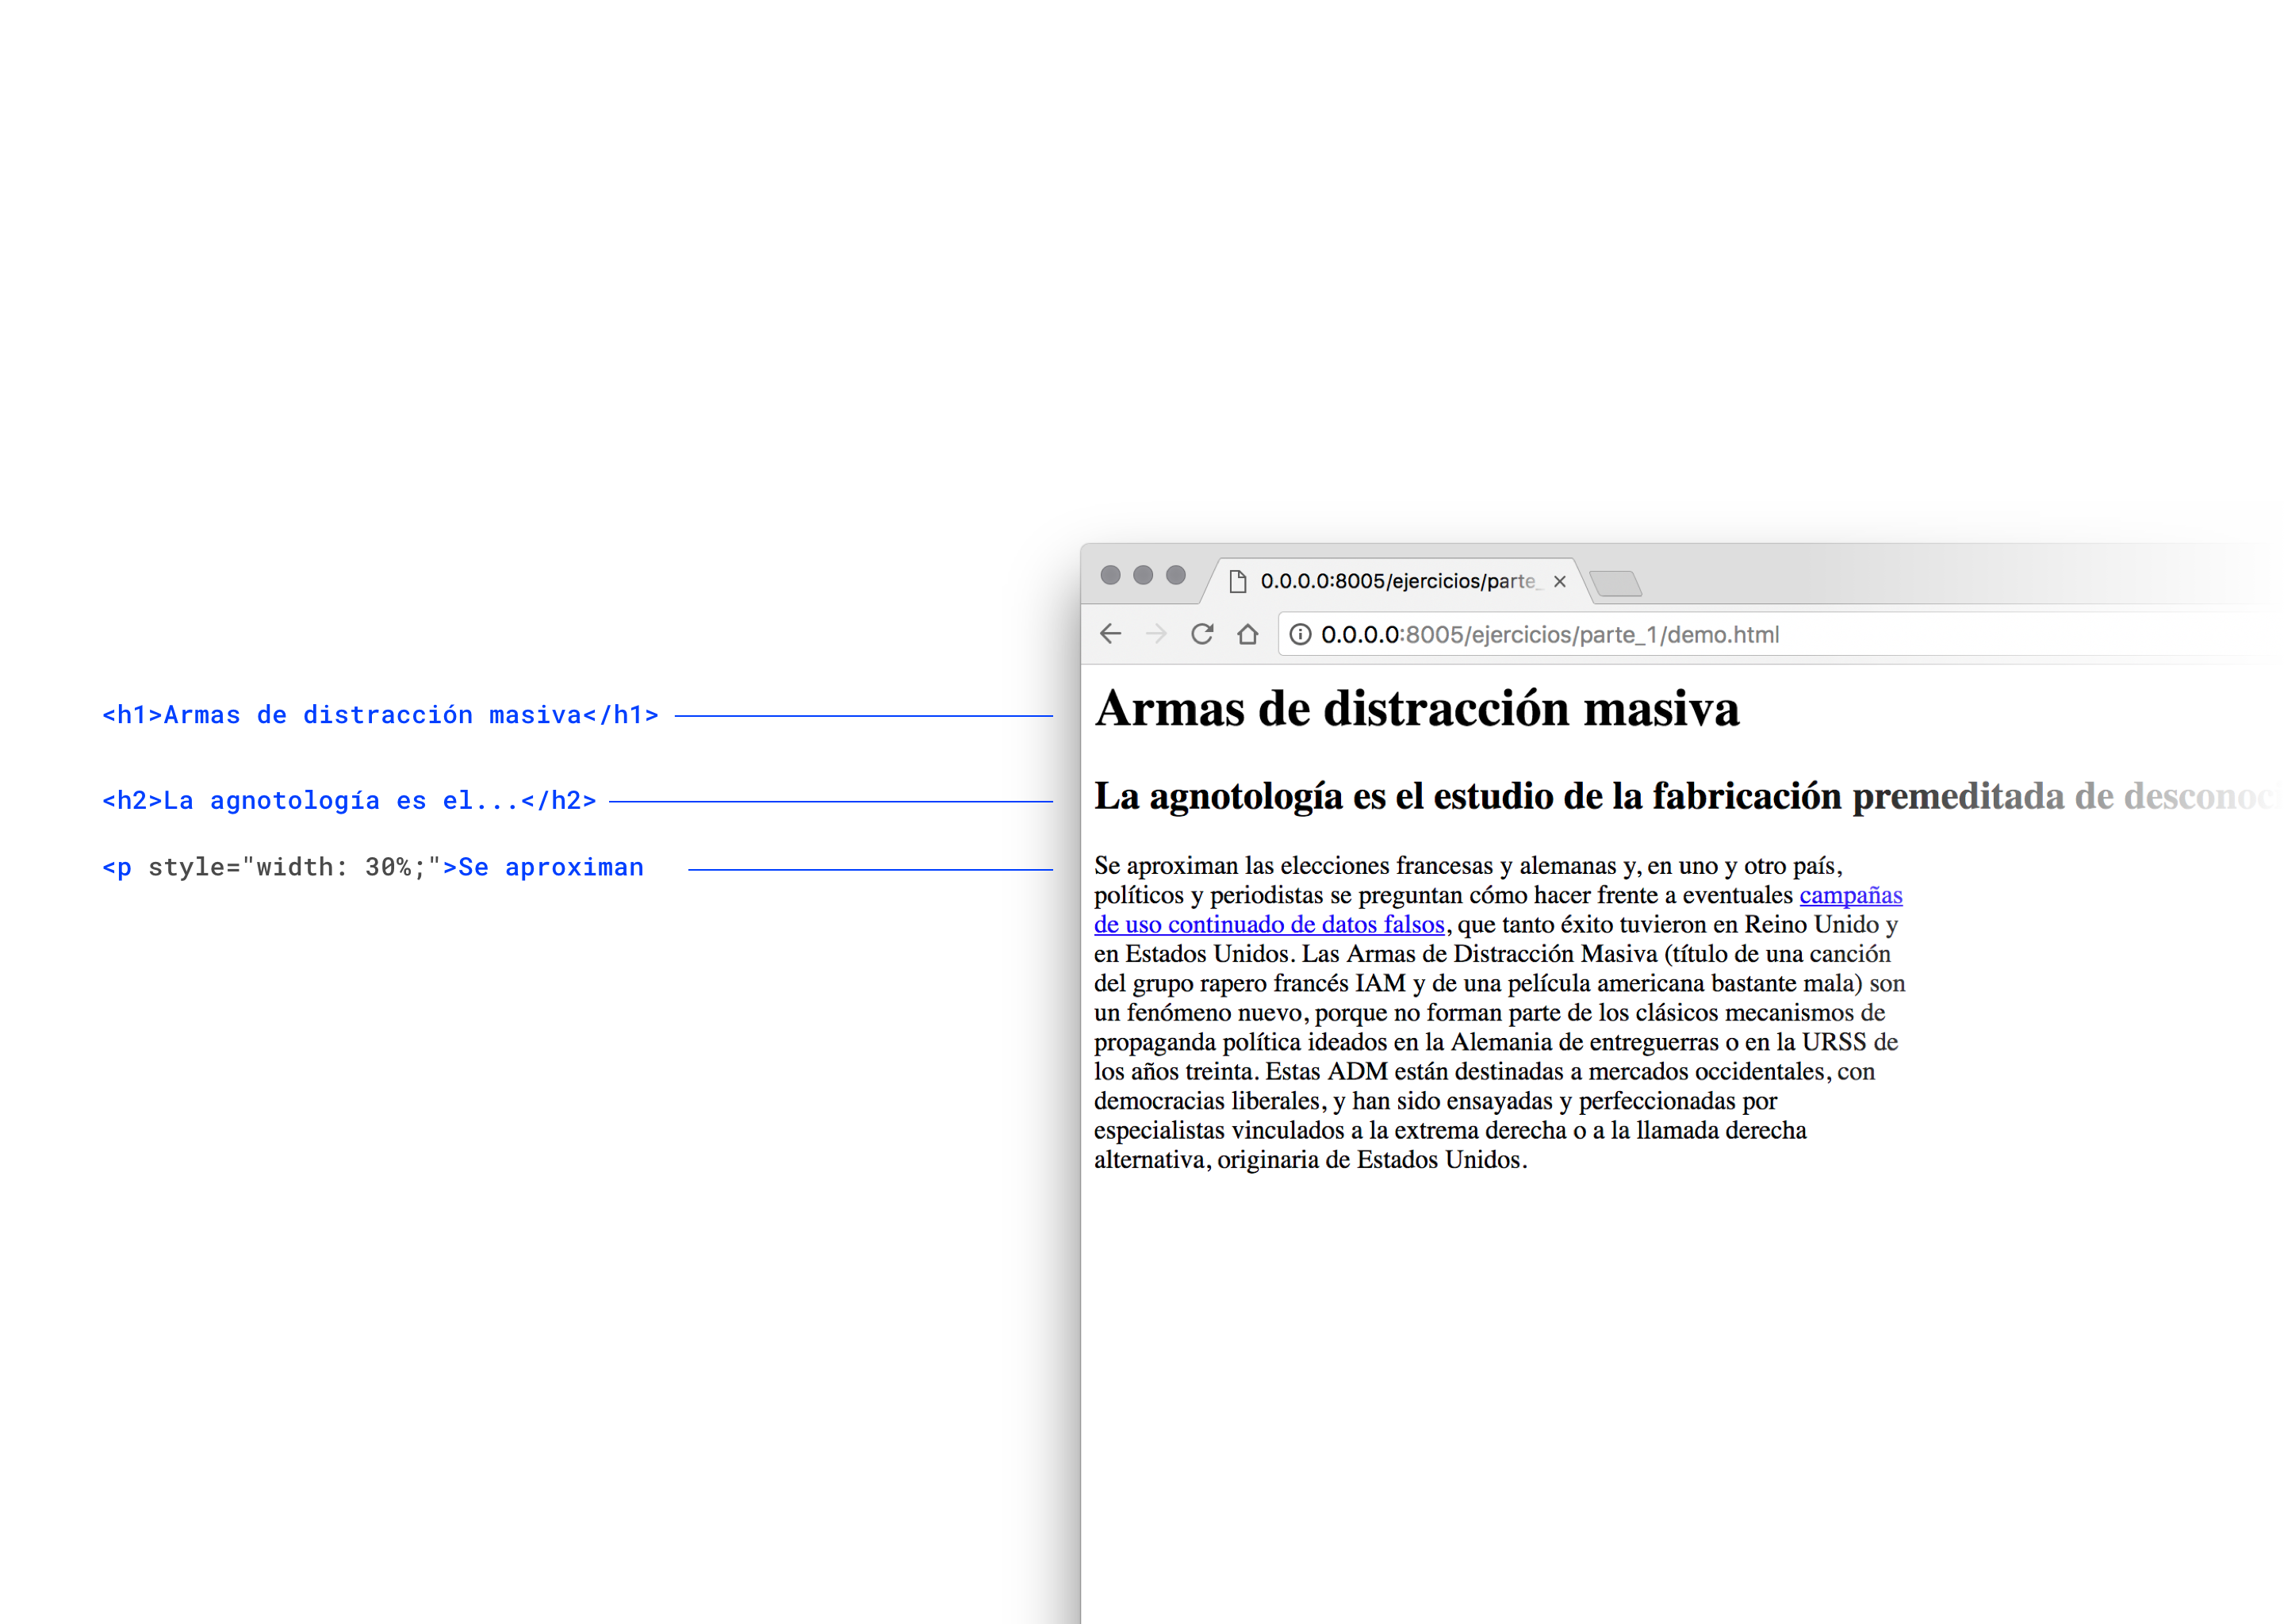 0.0.0.0:8005/ejercicios/parte_
0.0.0.0:8005/ejercicios/parte_1/demo.html
<h1>Armas de distracción masiva</h1>
Armas de distracción masiva
<h2>La agnotología es el...</h2>
La agnotología es el estudio de la fabricación premeditada de desconoc
<p style="width: 30%;">Se aproximan
Se aproximan las elecciones francesas y alemanas y, en uno y otro país,
políticos y periodistas se preguntan cómo hacer frente a eventuales campañas
de uso continuado de datos falsos, que tanto éxito tuvieron en Reino Unido y
en Estados Unidos. Las Armas de Distracción Masiva (título de una canción
del grupo rapero francés IAM y de una película americana bastante mala) son
un fenómeno nuevo, porque no forman parte de los clásicos mecanismos de
propaganda política ideados en la Alemania de entreguerras o en la URSS de
los años treinta. Estas ADM están destinadas a mercados occidentales, con
democracias liberales, y han sido ensayadas y perfeccionadas por
especialistas vinculados a la extrema derecha o a la llamada derecha
alternativa, originaria de Estados Unidos.